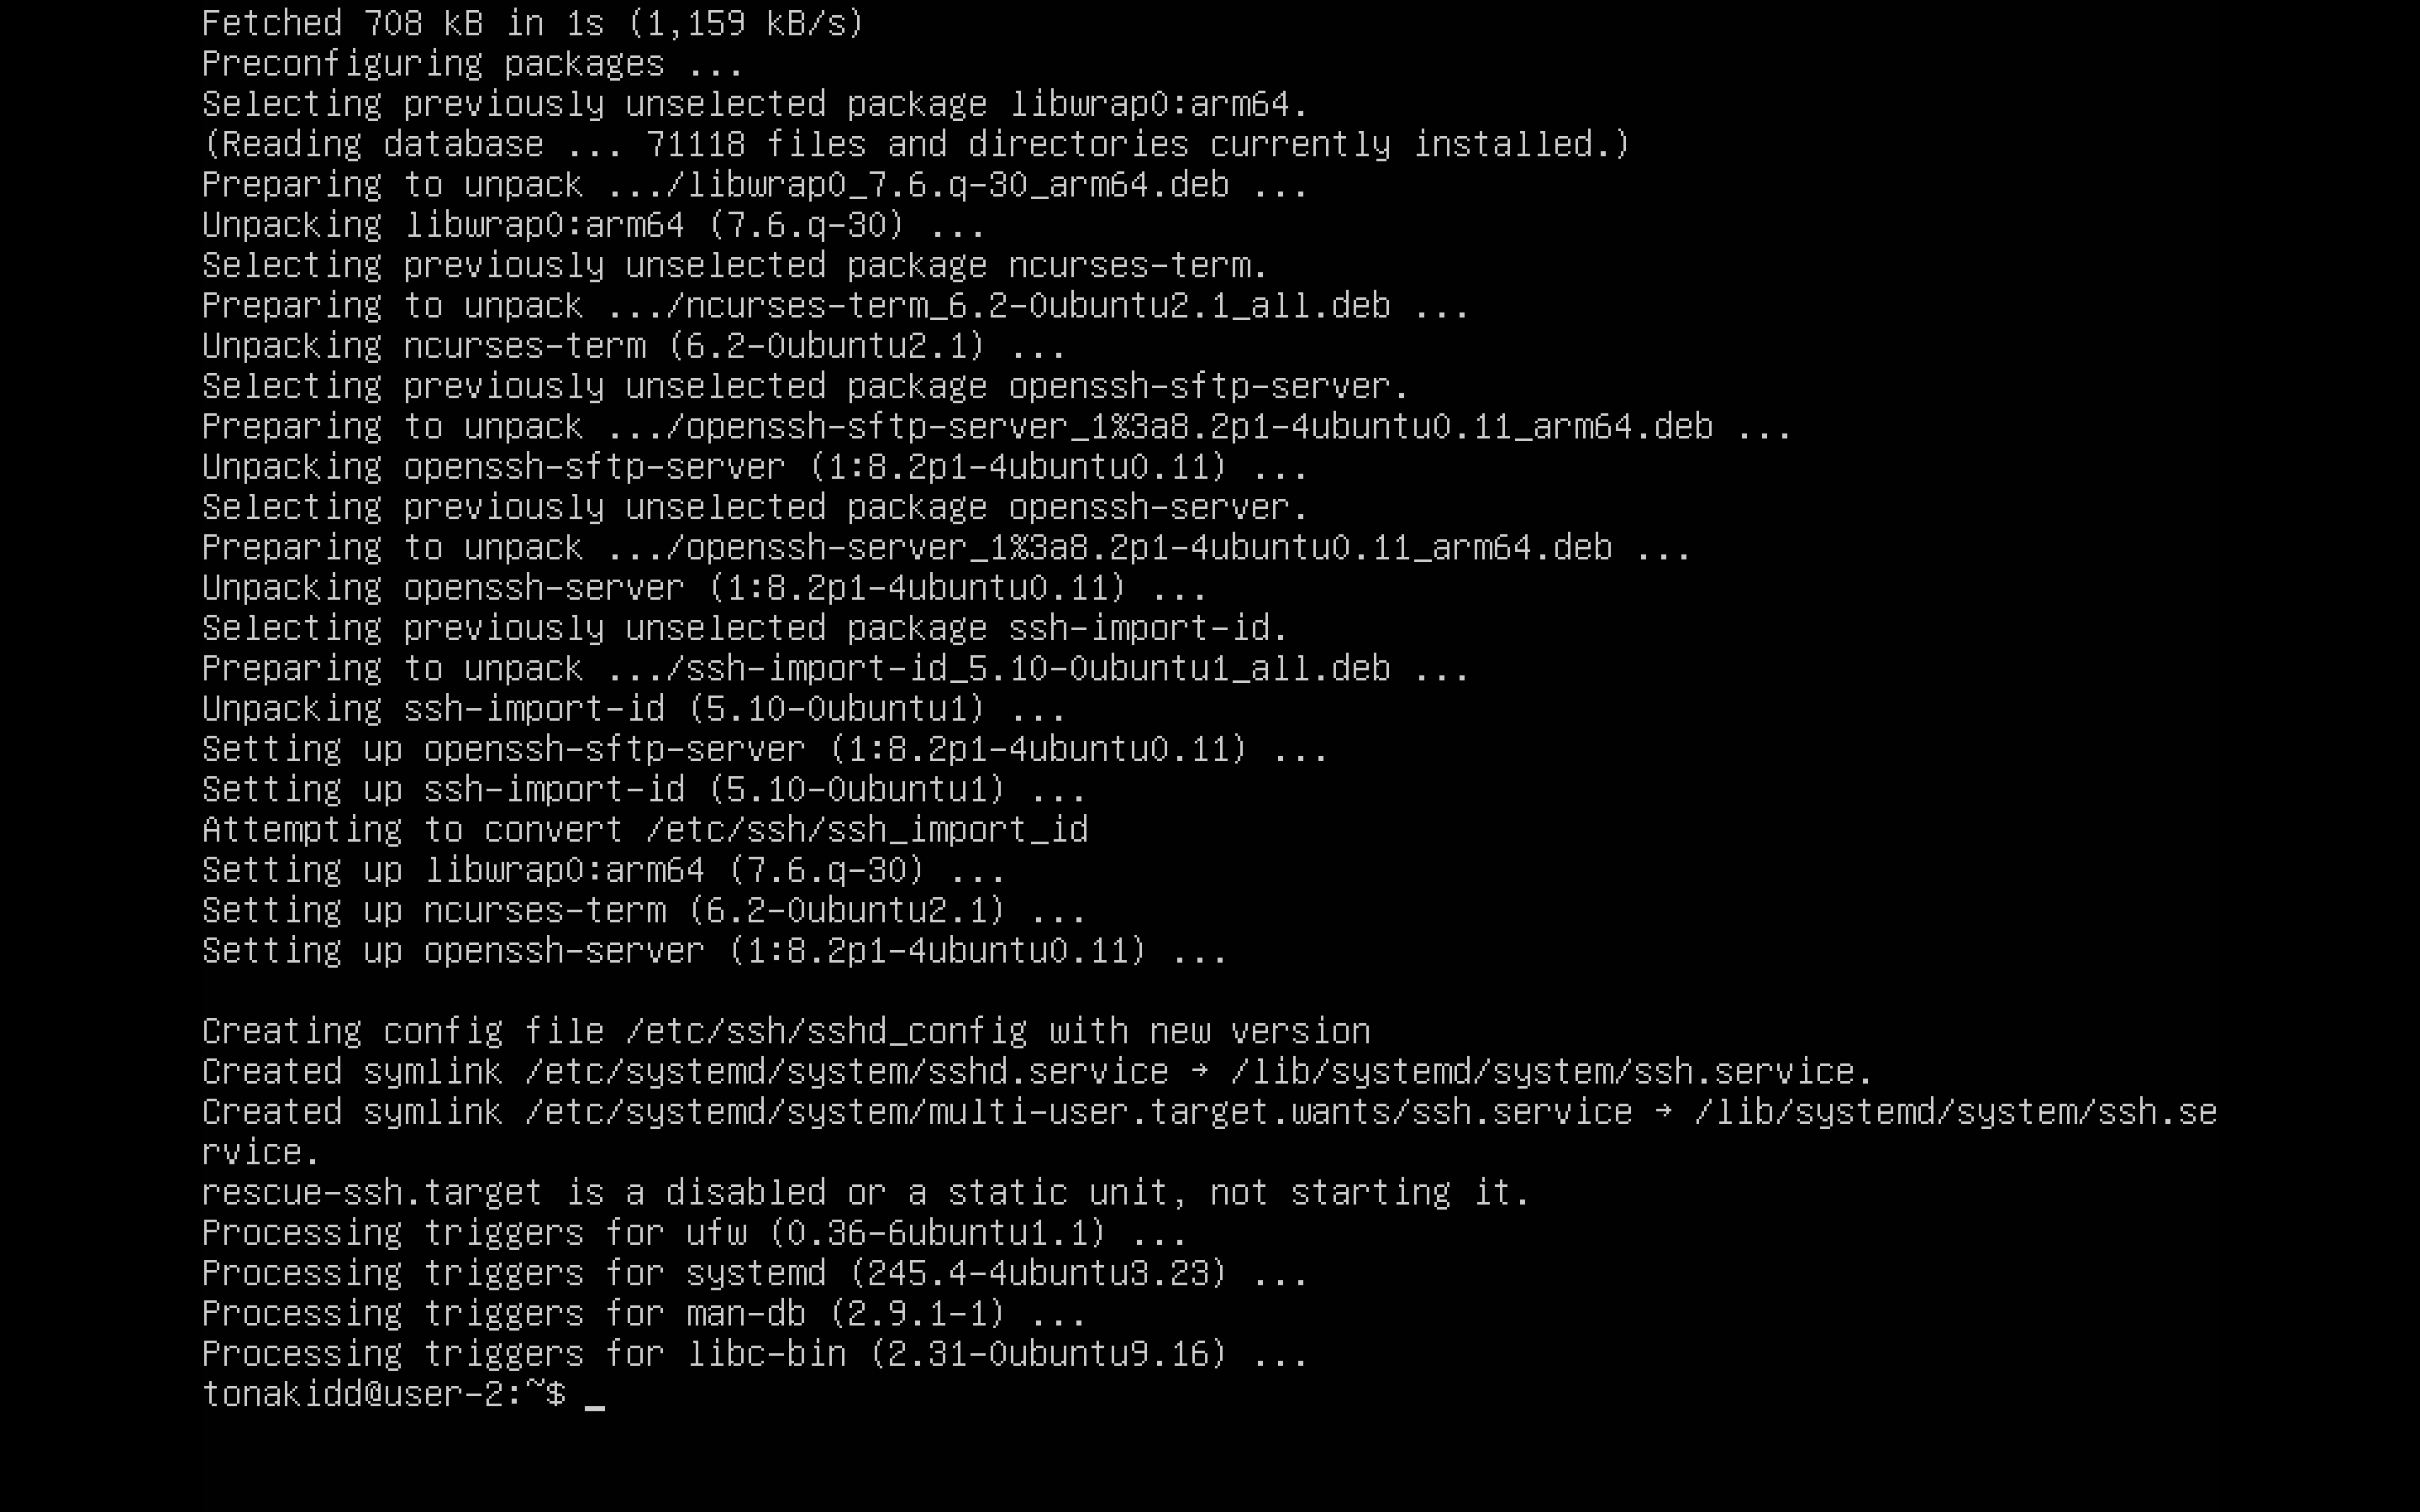 Fetched 708 kB in 1s (1,159 kB/s)
Preconfiguring packages ...
Selecting previously unselected package libwrap0:arm64.
(Reading database ... 71118 files and directories currently installed.)
Preparing to unpack .../libwrap0_7.6.q-30_arm64.deb ...
Unpacking libwrap0:arm64 (7.6.q-30) ...
Selecting previously unselected package ncurses-term.
Preparing to unpack .../ncurses-term_6.2-0ubuntu2.1_all.deb ...
Unpacking ncurses-term (6.2-0ubuntu2.1) ...
Selecting previously unselected package openssh-sftp-server.
Preparing to unpack .../openssh-sftp-server_1%3a8.2p1-4ubuntu0.11_arm64.deb ...
Unpacking openssh-sftp-server (1:8.2p1-4ubuntu0.11) ...
Selecting previously unselected package openssh-server.
Preparing to unpack .../openssh-server_1%3a8.2p1-4ubuntu0.11_arm64.deb ...
Unpacking openssh-server (1:8.2p1-4ubuntu0.11) ...
Selecting previously unselected package ssh-import-id.
Preparing to unpack .../ssh-import-id_5.10-0ubuntu1_all.deb ...
Unpacking ssh-import-id (5.10-0ubuntu1) ...
Setting up openssh-sftp-server (1:8.2p1-4ubuntu0.11) ...
Setting up ssh-import-id (5.10-0ubuntu1) ...
Attempting to convert /etc/ssh/ssh_import_id
Setting up libwrap0:arm64 (7.6.q-30) ...
Setting up ncurses-term (6.2-0ubuntu2.1) ...
Setting up openssh-server (1:8.2p1-4ubuntu0.11) ...

Creating config file /etc/ssh/sshd_config with new version
Created symlink /etc/systemd/system/sshd.service → /lib/systemd/system/ssh.service.
Created symlink /etc/systemd/system/multi-user.target.wants/ssh.service → /lib/systemd/system/ssh.se
rvice.
rescue-ssh.target is a disabled or a static unit, not starting it.
Processing triggers for ufw (0.36-6ubuntu1.1) ...
Processing triggers for systemd (245.4-4ubuntu3.23) ...
Processing triggers for man-db (2.9.1-1) ...
Processing triggers for libc-bin (2.31-0ubuntu9.16) ...
tonakidd@user-2:~$ _